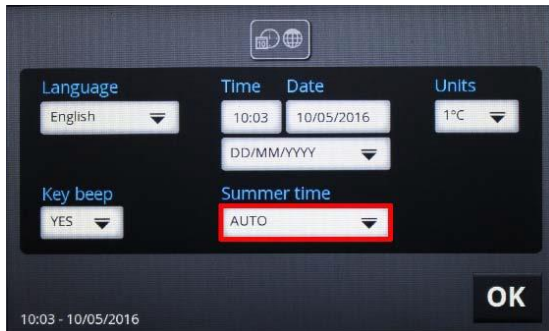 10
Language
English
Time Date
10:03 10/05/2016
DD/MM/YYYY
Units
1°C
Key beep
YES
Summer time
AUTO
OK
10:03 - 10/05/2016